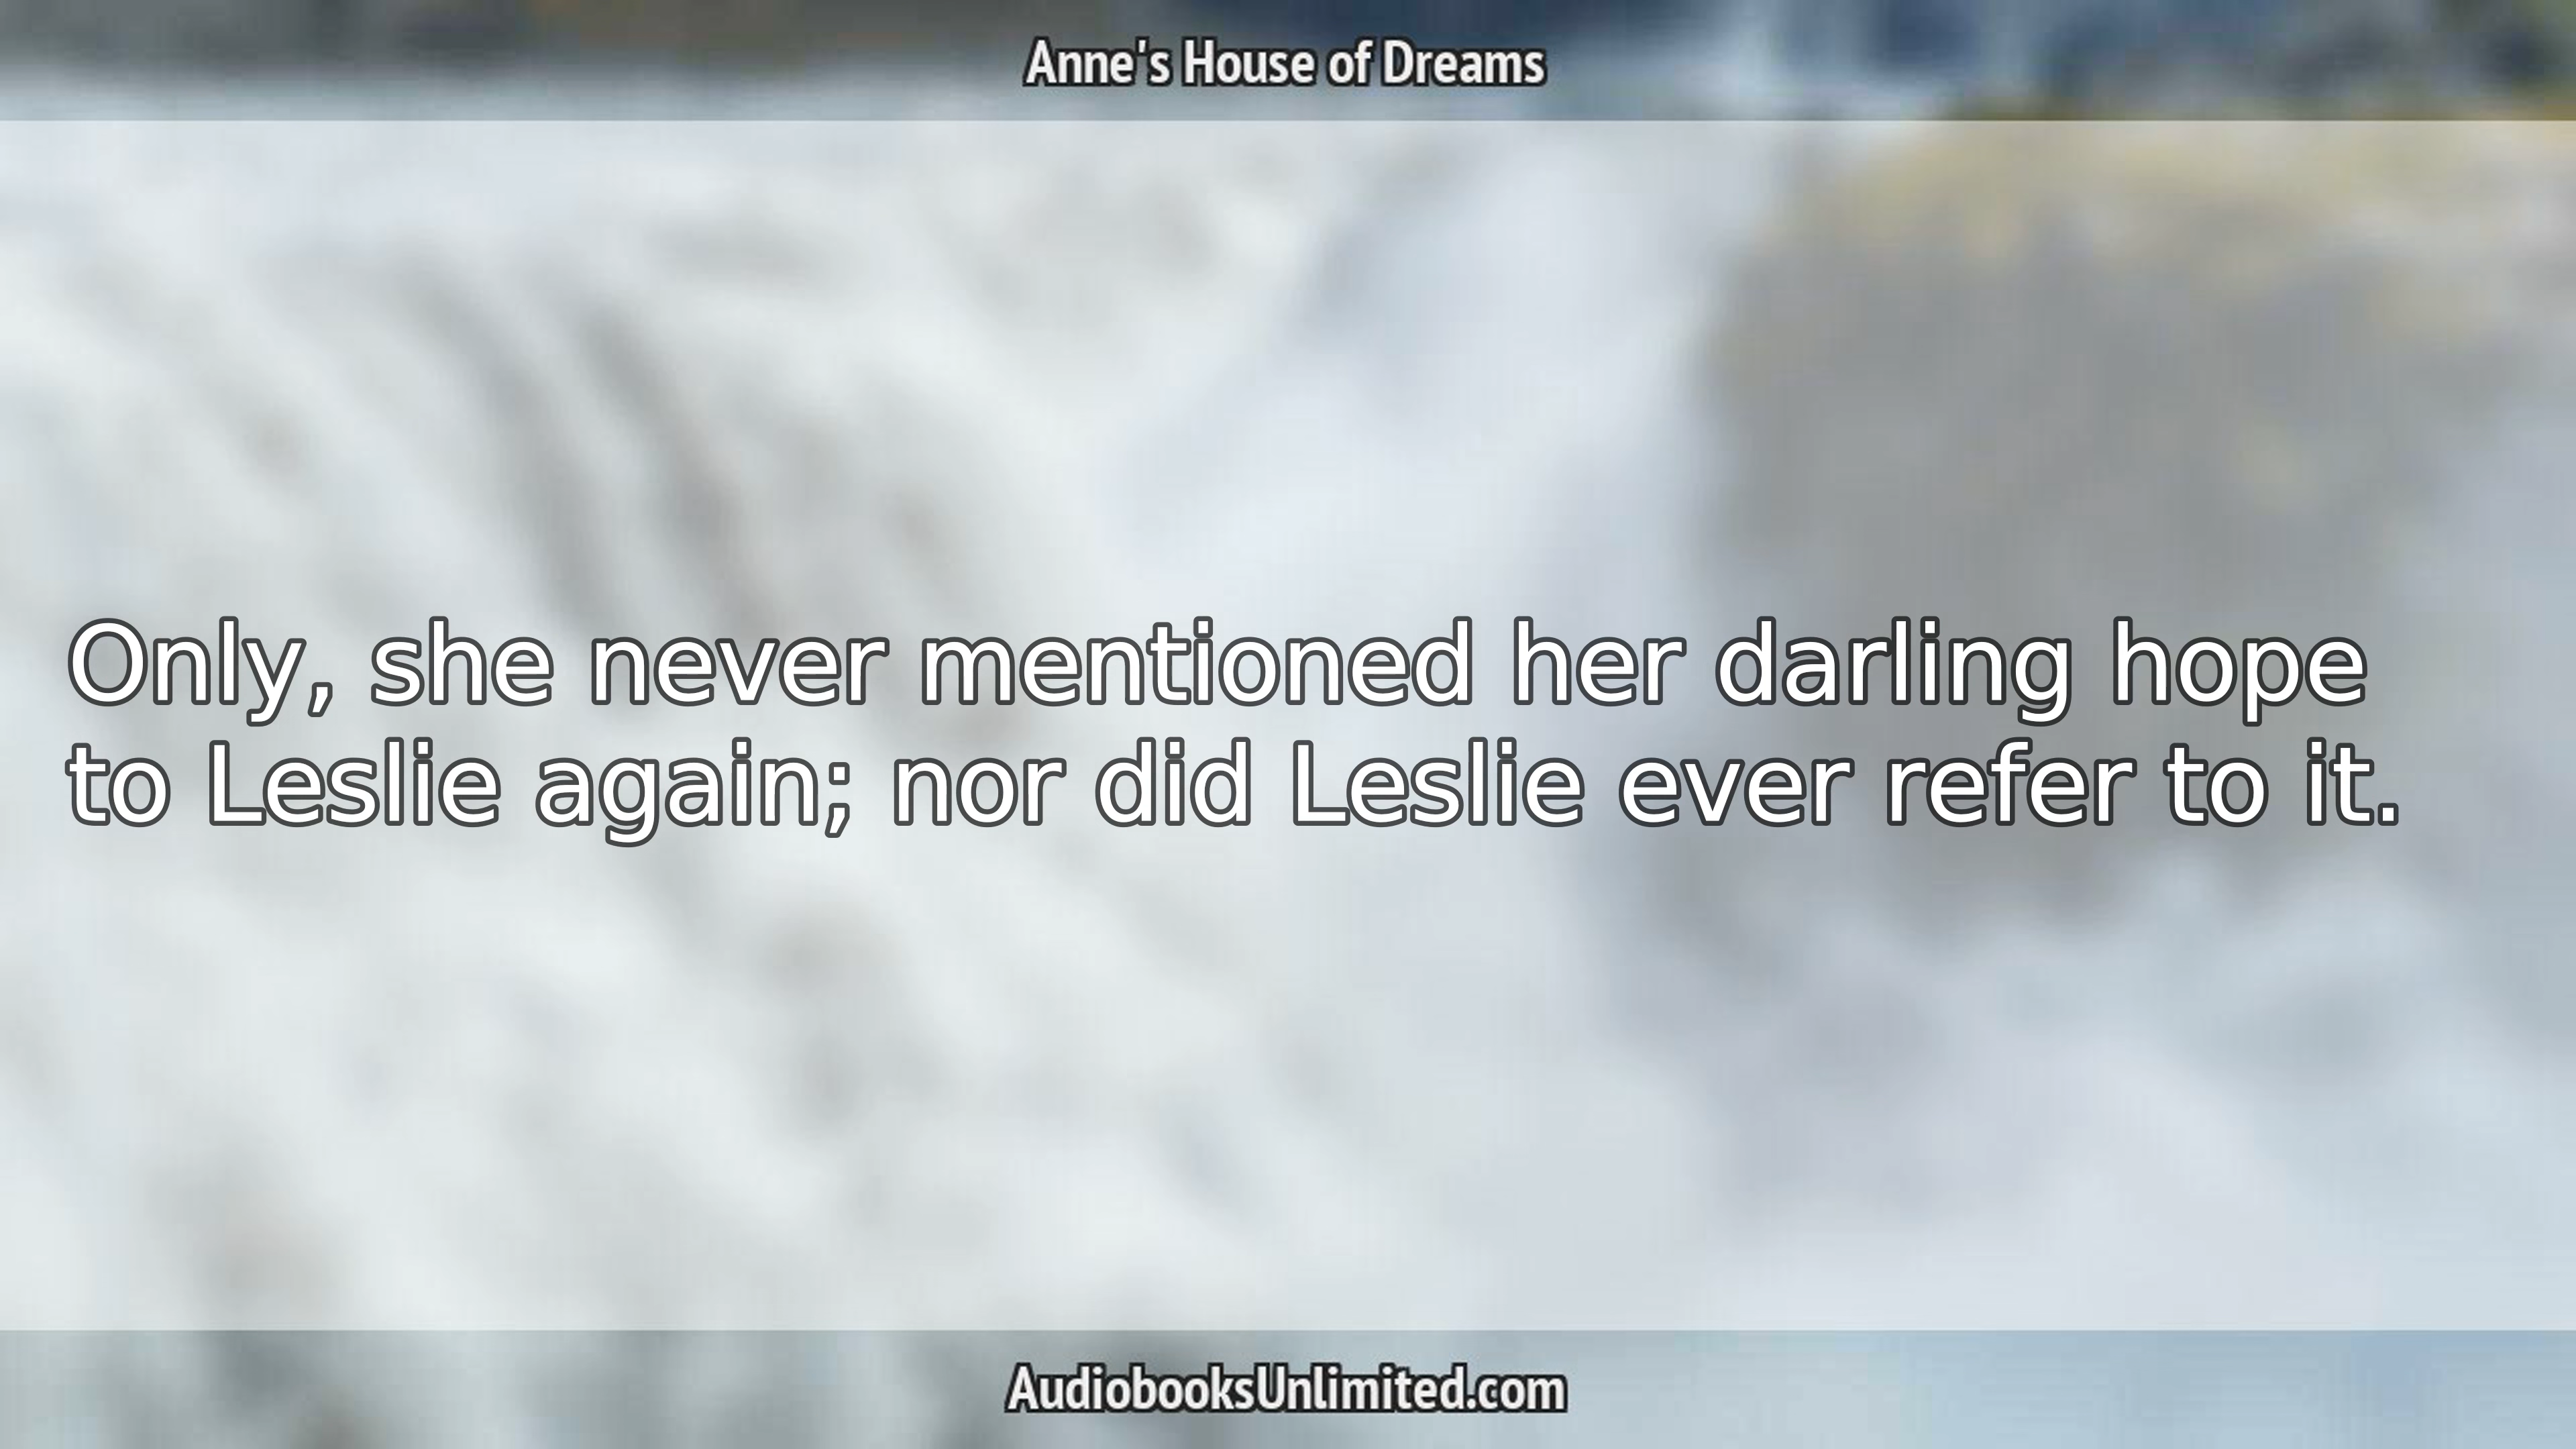 Anne's House of Dreams
Only, she never mentioned her darling hope
to Leslie again; nor did Leslie ever refer to it.
AudiobooksUnlimited.com